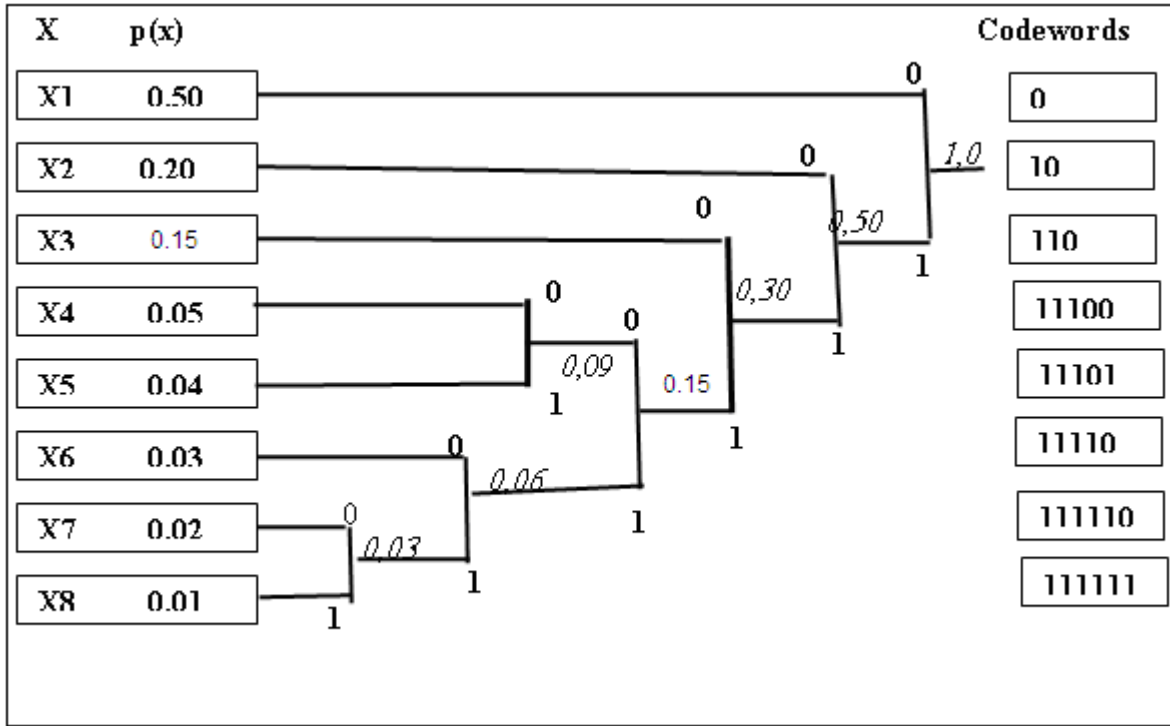 X p(x) Codewords
0
X1 0.50 0
0 1,0
X2 0.20 10
0
0,50
X3 0.15 110
1
0 0,30
X4 0.05 0 11100
1
0,09
X5 0.04 0.15 11101
1
1
0
X6 0.03 11110
0,06
0 1
X7 0.02 111110
0,03
1
X8 0.01 111111
1